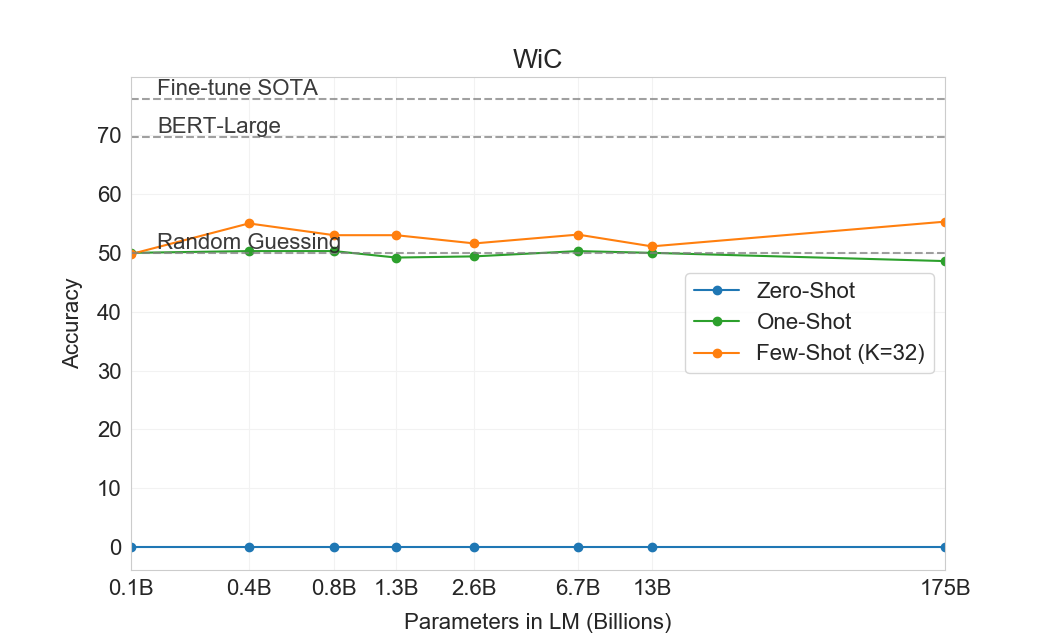 WiC
Fine-tune SOTA
BERT-Large
Random Guessing
70
60
50
40
30
20
10
0
Accuracy
Zero-Shot
One-Shot
Few-Shot (K=32)
0.1B 0.4B 0.8B 1.3B 2.6B 6.7B 13B 175B
Parameters in LM (Billions)